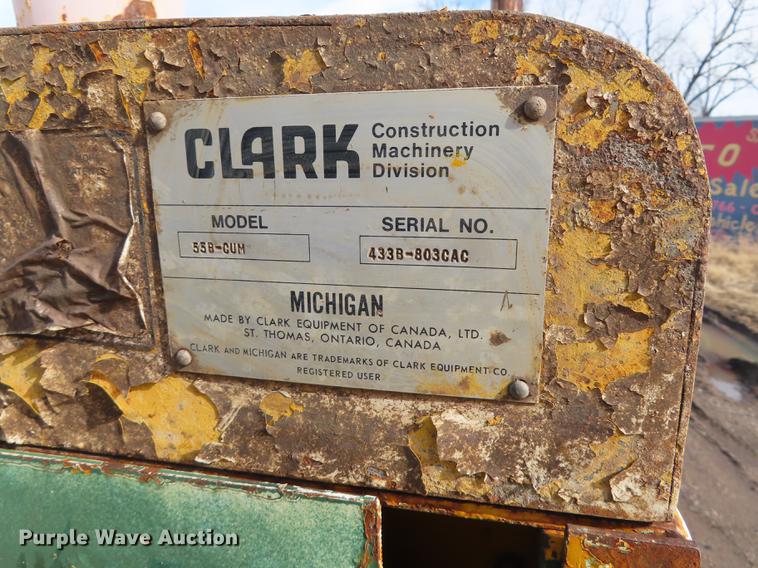 CLARK Construction
Machinery
Division
MODEL SERIAL NO.
55B-GUM 433B-803CAC
MICHIGAN
MADE BY CLARK EQUIPMENT OF CANADA, LTD.
ST. THOMAS, ONTARIO, CANADA
CLARK AND MICHIGAN ARE TRADEMARKS OF CLARK EQUIPMENT CO.
REGISTERED USER
Sale
Purple Wave Auction